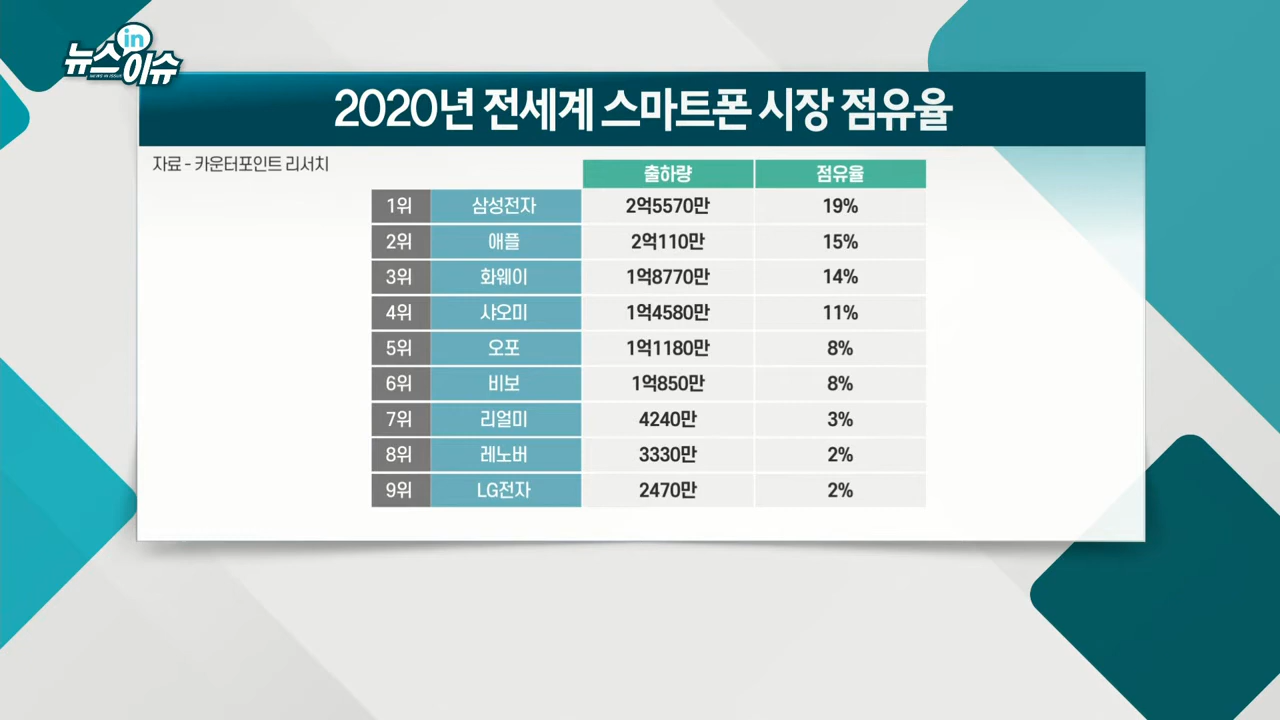 뉴스in이슈
NEWS IN ISSUE
2020년 전세계 스마트폰 시장 점유율
자료 - 카운터포인트 리서치
출하량 점유율
1위 삼성전자 2억5570만 19%
2위 애플 2억110만 15%
3위 화웨이 1억8770만 14%
4위 샤오미 1억4580만 11%
5위 오포 1억1180만 8%
6위 비보 1억850만 8%
7위 리얼미 4240만 3%
8위 레노버 3330만 2%
9위 LG전자 2470만 2%